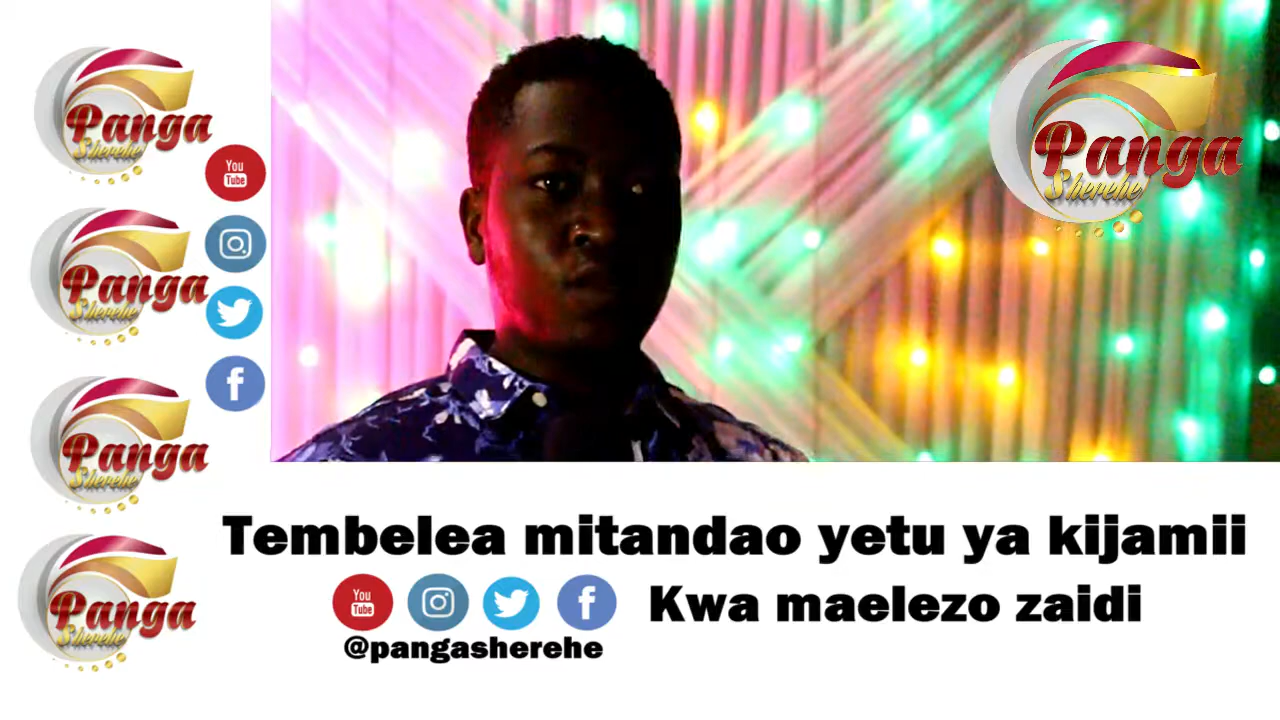 Panga
Sherehe
You
Tube
Panga
Sherehe
Panga
Sherehe
Panga
Sherehe
Panga
Sherehe
Tembelea mitandao yetu ya kijamii
You
Tube
Kwa maelezo zaidi
@pangasherehe